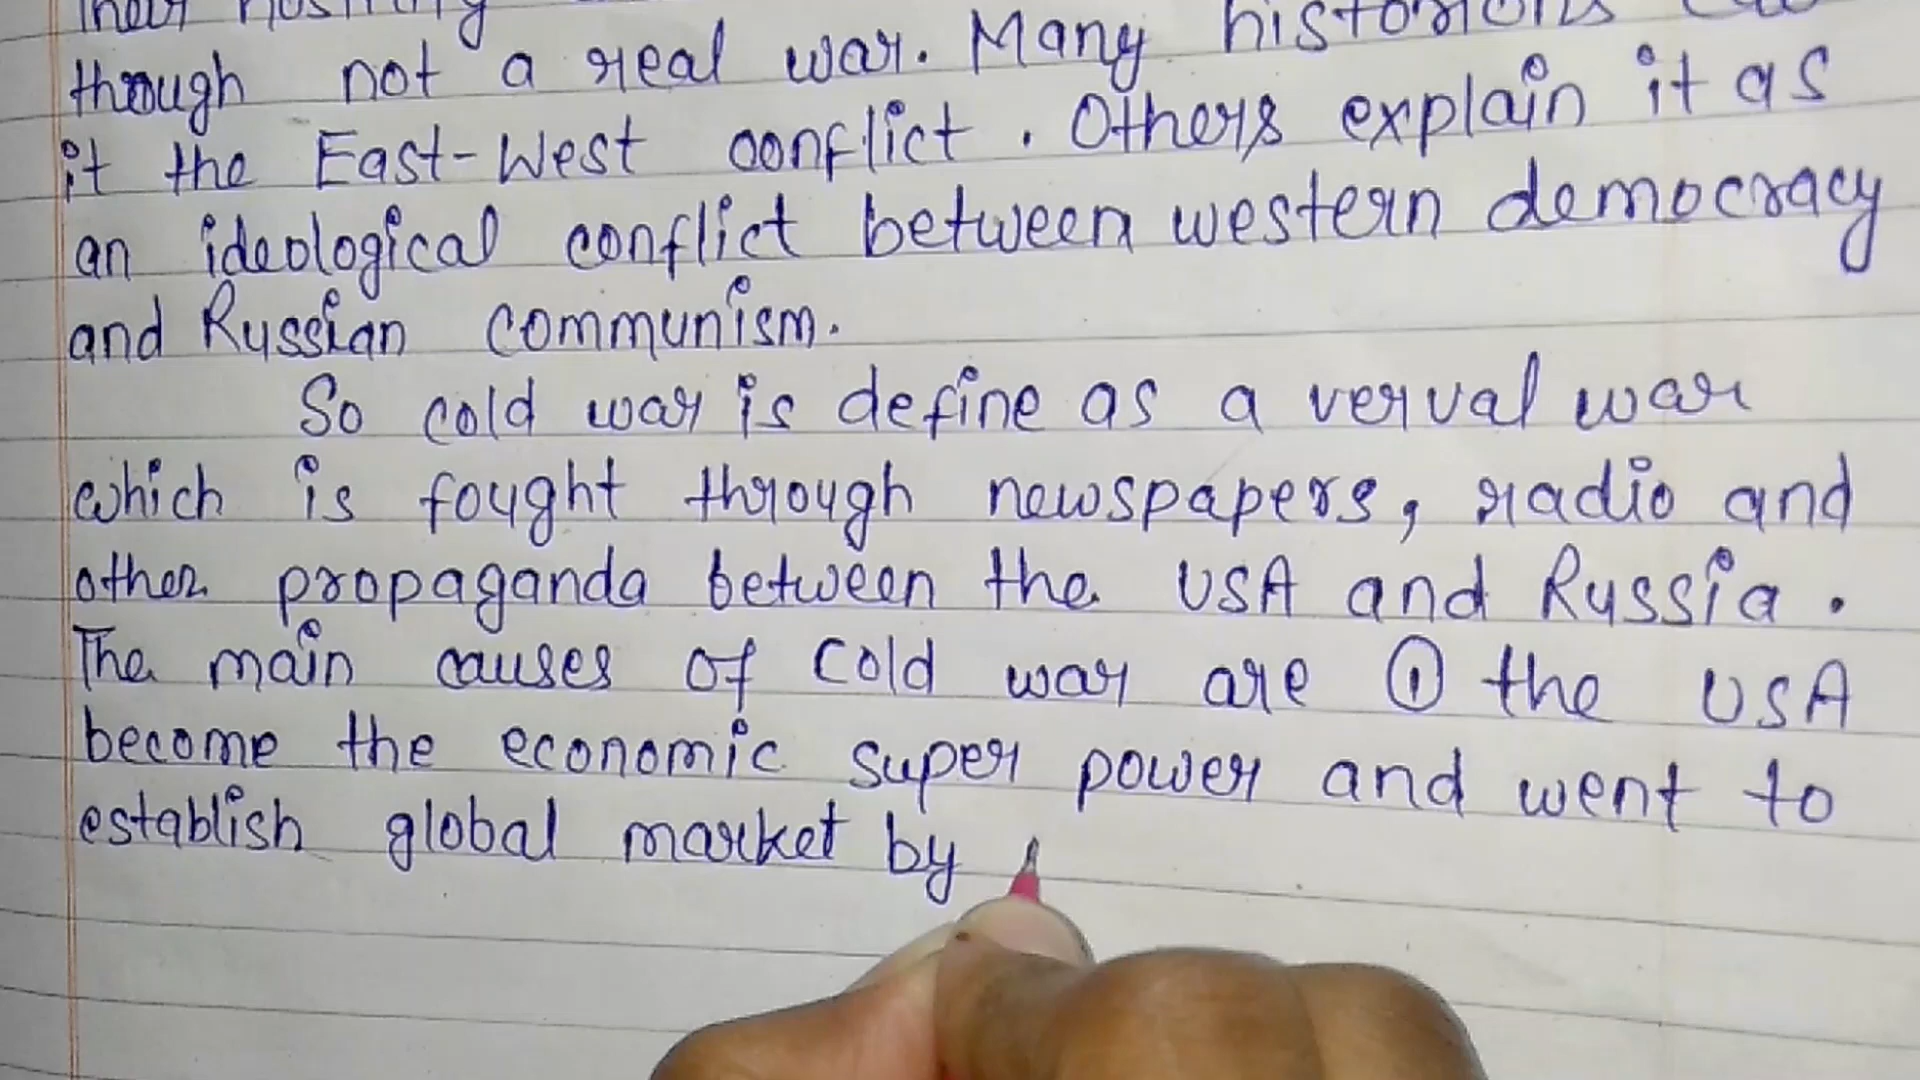 their hostility
though not a real war. Many historians call
it the East-West conflict. Others explain it as
an ideological conflict between western democracy
and Russian communism.
So cold war is define as a verval war
which is fought through newspapers, radio and
other propaganda between the USA and Russia.
The main causes of cold war are ① the USA
become the economic super power and went to
establish global market by